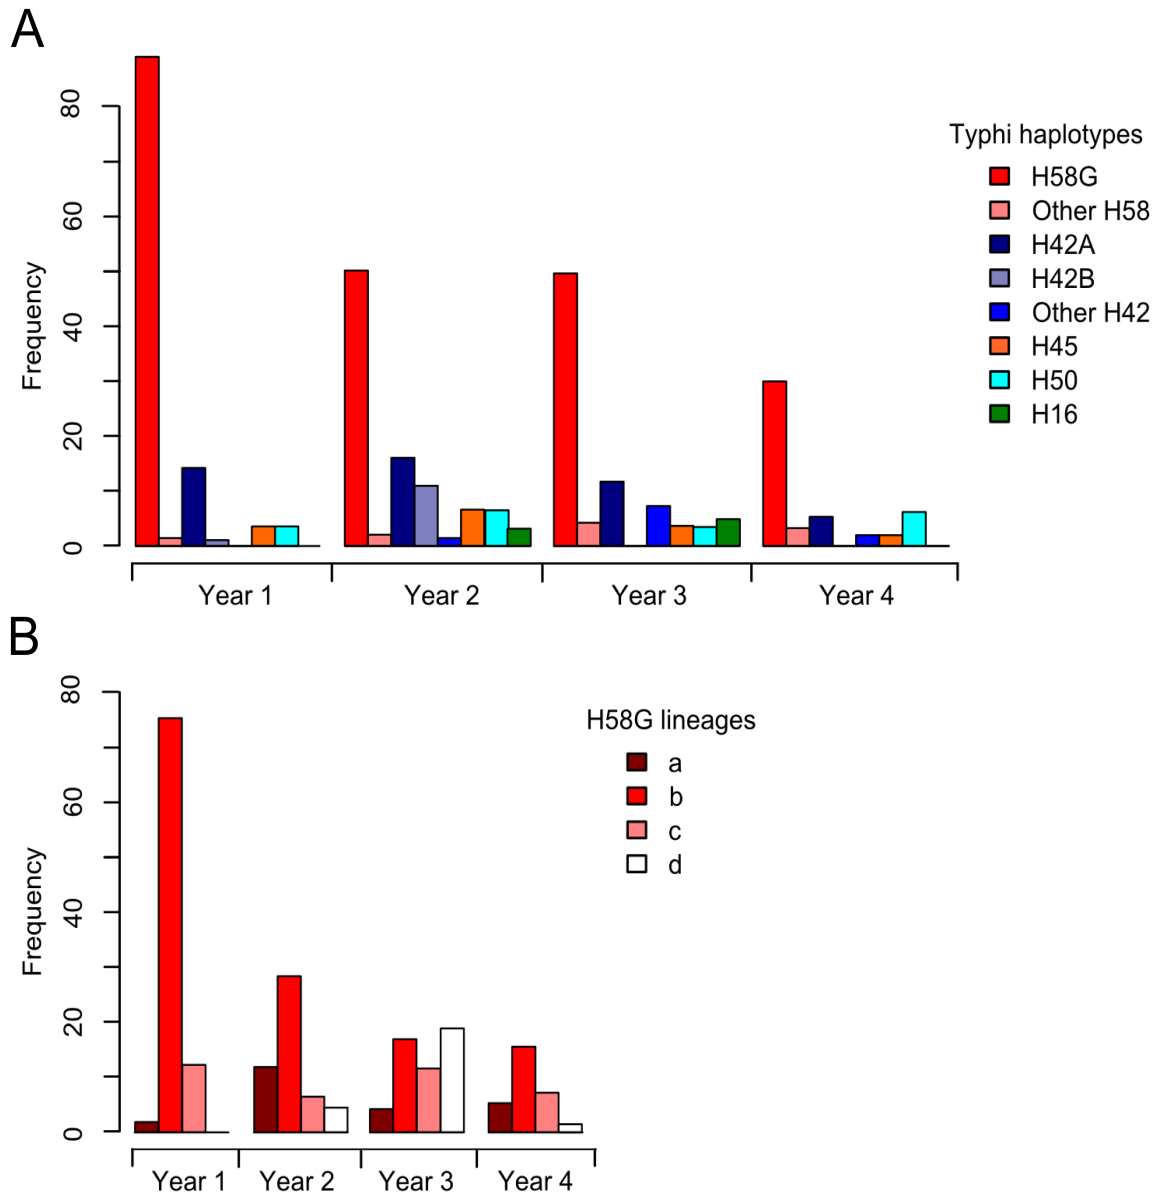 A
80
60
40
20
0
Frequency
Year 1 Year 2 Year 3 Year 4
Typhi haplotypes
H58G
Other H58
H42A
H42B
Other H42
H45
H50
H16
B
80
60
40
20
0
Frequency
Year 1 Year 2 Year 3 Year 4
H58G lineages
a
b
c
d